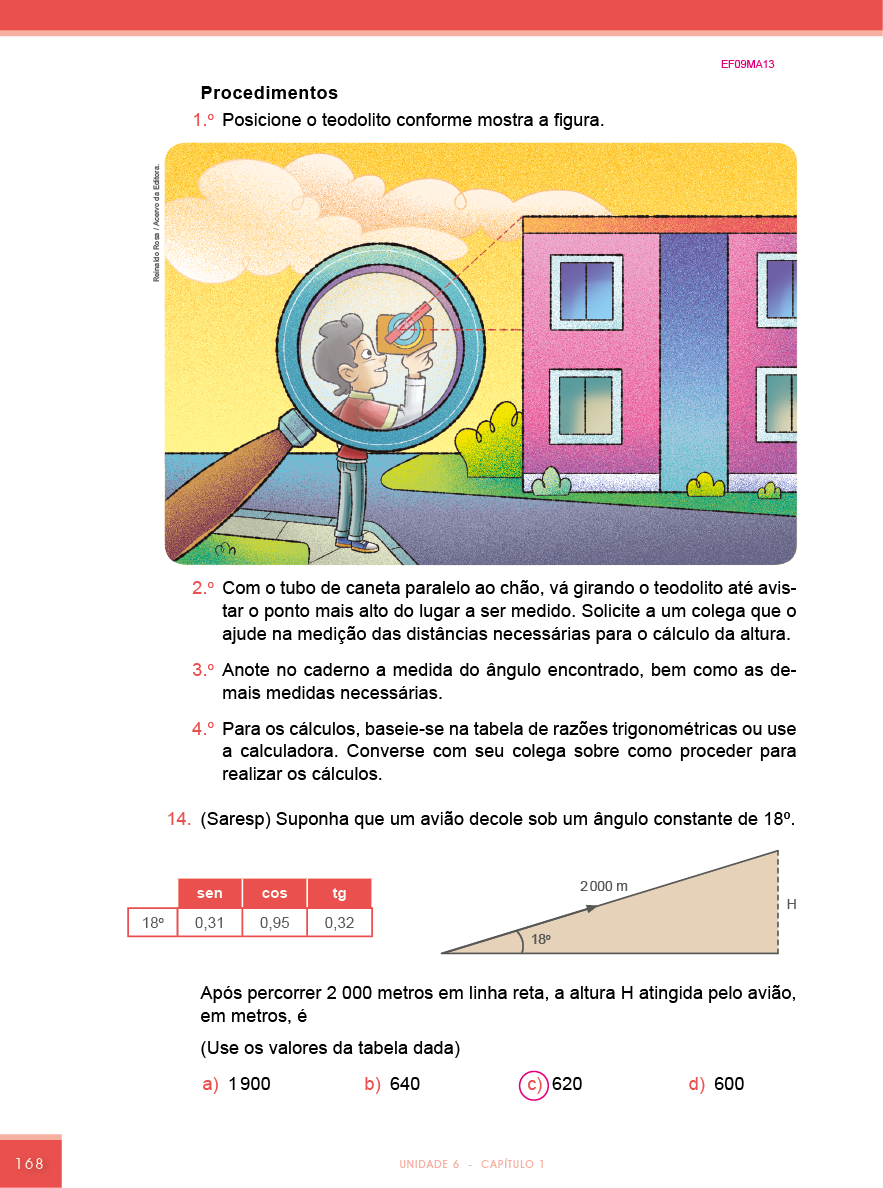 EF09MA13
Procedimentos
1.º Posicione o teodolito conforme mostra a figura.
Reinaldo Rosa / Acervo da Editora.
2.º Com o tubo de caneta paralelo ao chão, vá girando o teodolito até avis-
tar o ponto mais alto do lugar a ser medido. Solicite a um colega que o
ajude na medição das distâncias necessárias para o cálculo da altura.
3.º Anote no caderno a medida do ângulo encontrado, bem como as de-
mais medidas necessárias.
4.º Para os cálculos, baseie-se na tabela de razões trigonométricas ou use
a calculadora. Converse com seu colega sobre como proceder para
realizar os cálculos.
14. (Saresp) Suponha que um avião decole sob um ângulo constante de 18º.
sen cos tg
18º 0,31 0,95 0,32
2 000 m
H
18º
Após percorrer 2 000 metros em linha reta, a altura H atingida pelo avião,
em metros, é
(Use os valores da tabela dada)
a) 1 900 b) 640 c) 620 d) 600
168
UNIDADE 6 - CAPÍTULO 1